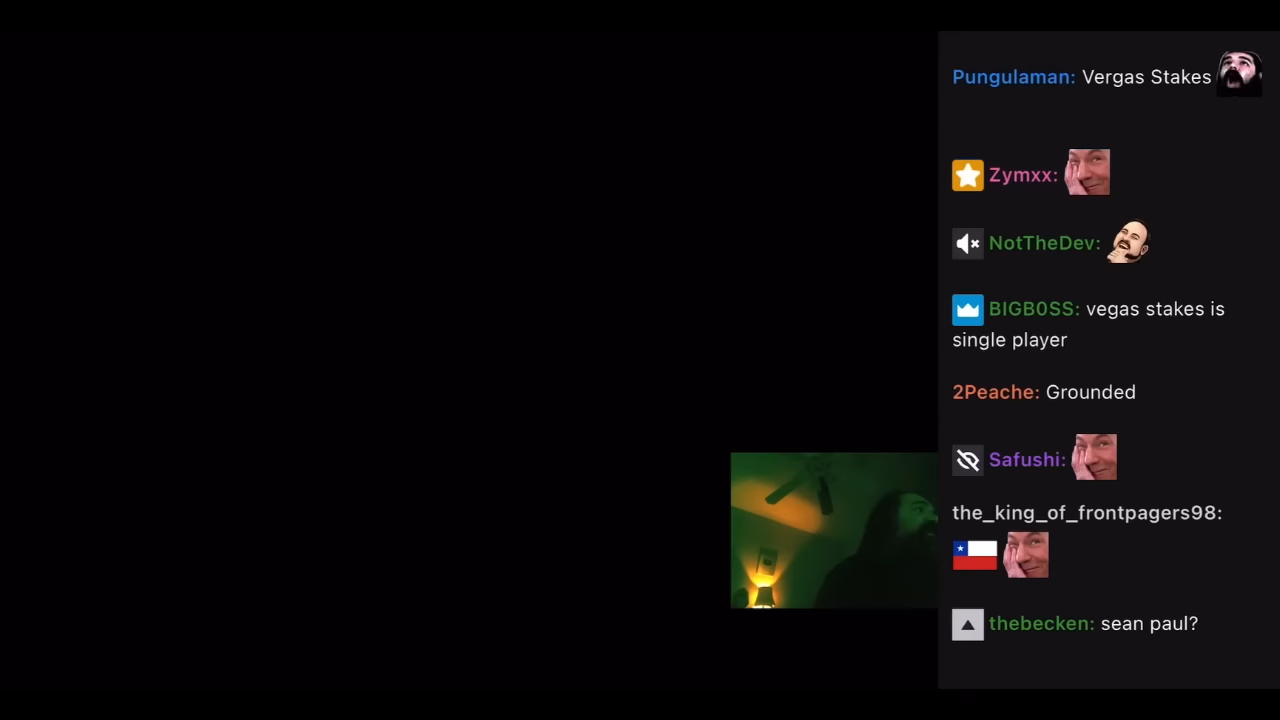 Pungulaman: Vergas Stakes
Zymxx:
NotTheDev:
BIGB0SS: vegas stakes is
single player
2Peache: Grounded
Safushi:
the_king_of_frontpagers98:
thebecken: sean paul?